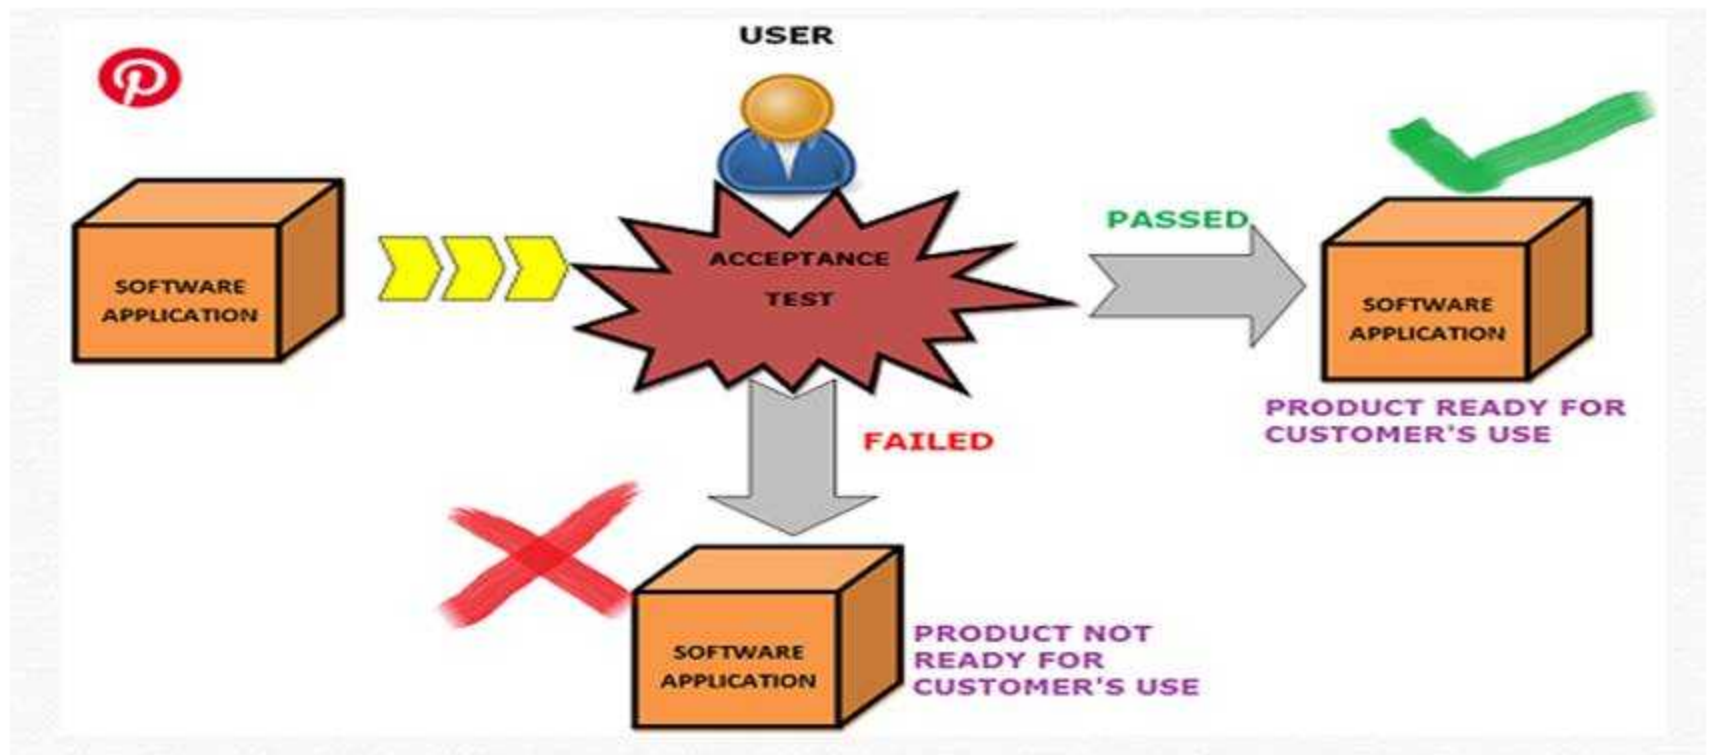 USER
SOFTWARE
APPLICATION
ACCEPTANCE
TEST
PASSED
SOFTWARE
APPLICATION
PRODUCT READY FOR
CUSTOMER'S USE
FAILED
SOFTWARE
APPLICATION
PRODUCT NOT
READY FOR
CUSTOMER'S USE